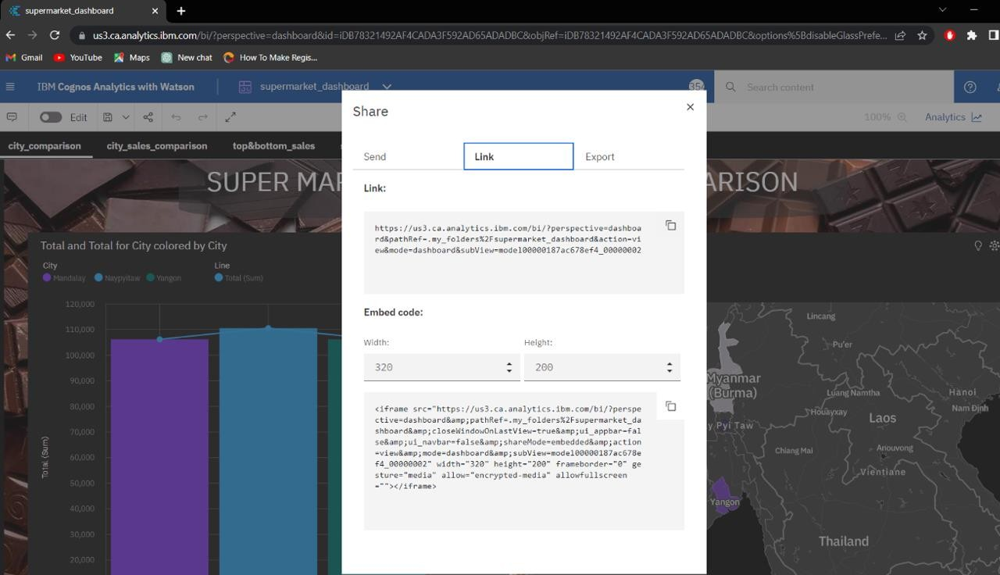 supermarket_dashboard
us3.ca.analytics.ibm.com/bi/?perspective=dashboard&id=iDB78321492AF4CADA3F592AD65ADADBC&objRef=iDB78321492AF4CADA3F592AD65ADADBC&options%5BdisableGlassPrefe...
Gmail YouTube Maps New chat How To Make Regis...
IBM Cognos Analytics with Watson supermarket_dashboard Search content
Edit 100% Analytics
city_comparison city_sales_comparison top&bottom_sales
SUPER MAR ARISON
Share
Send Link Export
Link:
https://us3.ca.analytics.ibm.com/bi/?perspective=dashboa
rd&pathRef=.my_folders%2Fsupermarket_dashboard&action=vi
ew&mode=dashboard&subView=model00000187ac678ef4_00000002
Embed code:
Width: Height:
320 200
<iframe src="https://us3.ca.analytics.ibm.com/bi/?perspe
ctive=dashboard&amp;pathRef=.my_folders%2Fsupermarket_da
shboard&amp;closeWindowOnLastView=true&amp;ui_appbar=fal
se&amp;ui_navbar=false&amp;shareMode=embedded&amp;action
=view&amp;mode=dashboard&amp;subView=model00000187ac678e
f4_00000002" width="320" height="200" frameborder="0" ge
sture="media" allow="encrypted-media" allowfullscreen
=""></iframe>
Total and Total for City colored by City
City Line
Mandalay Naypyitaw Yangon Total (Sum)
120,000
110,000
100,000
90,000
80,000
70,000
60,000
50,000
40,000
30,000
20,000
Total (Sum)
Lincang
Pu'er
Myanmar
(Burma)
Luang Namtha
Hanoi
Houayxay
Nam Định
Laos
y Pyi Taw
Chiang Mai
Anouvong
Vientiane
Yangon
Thailand